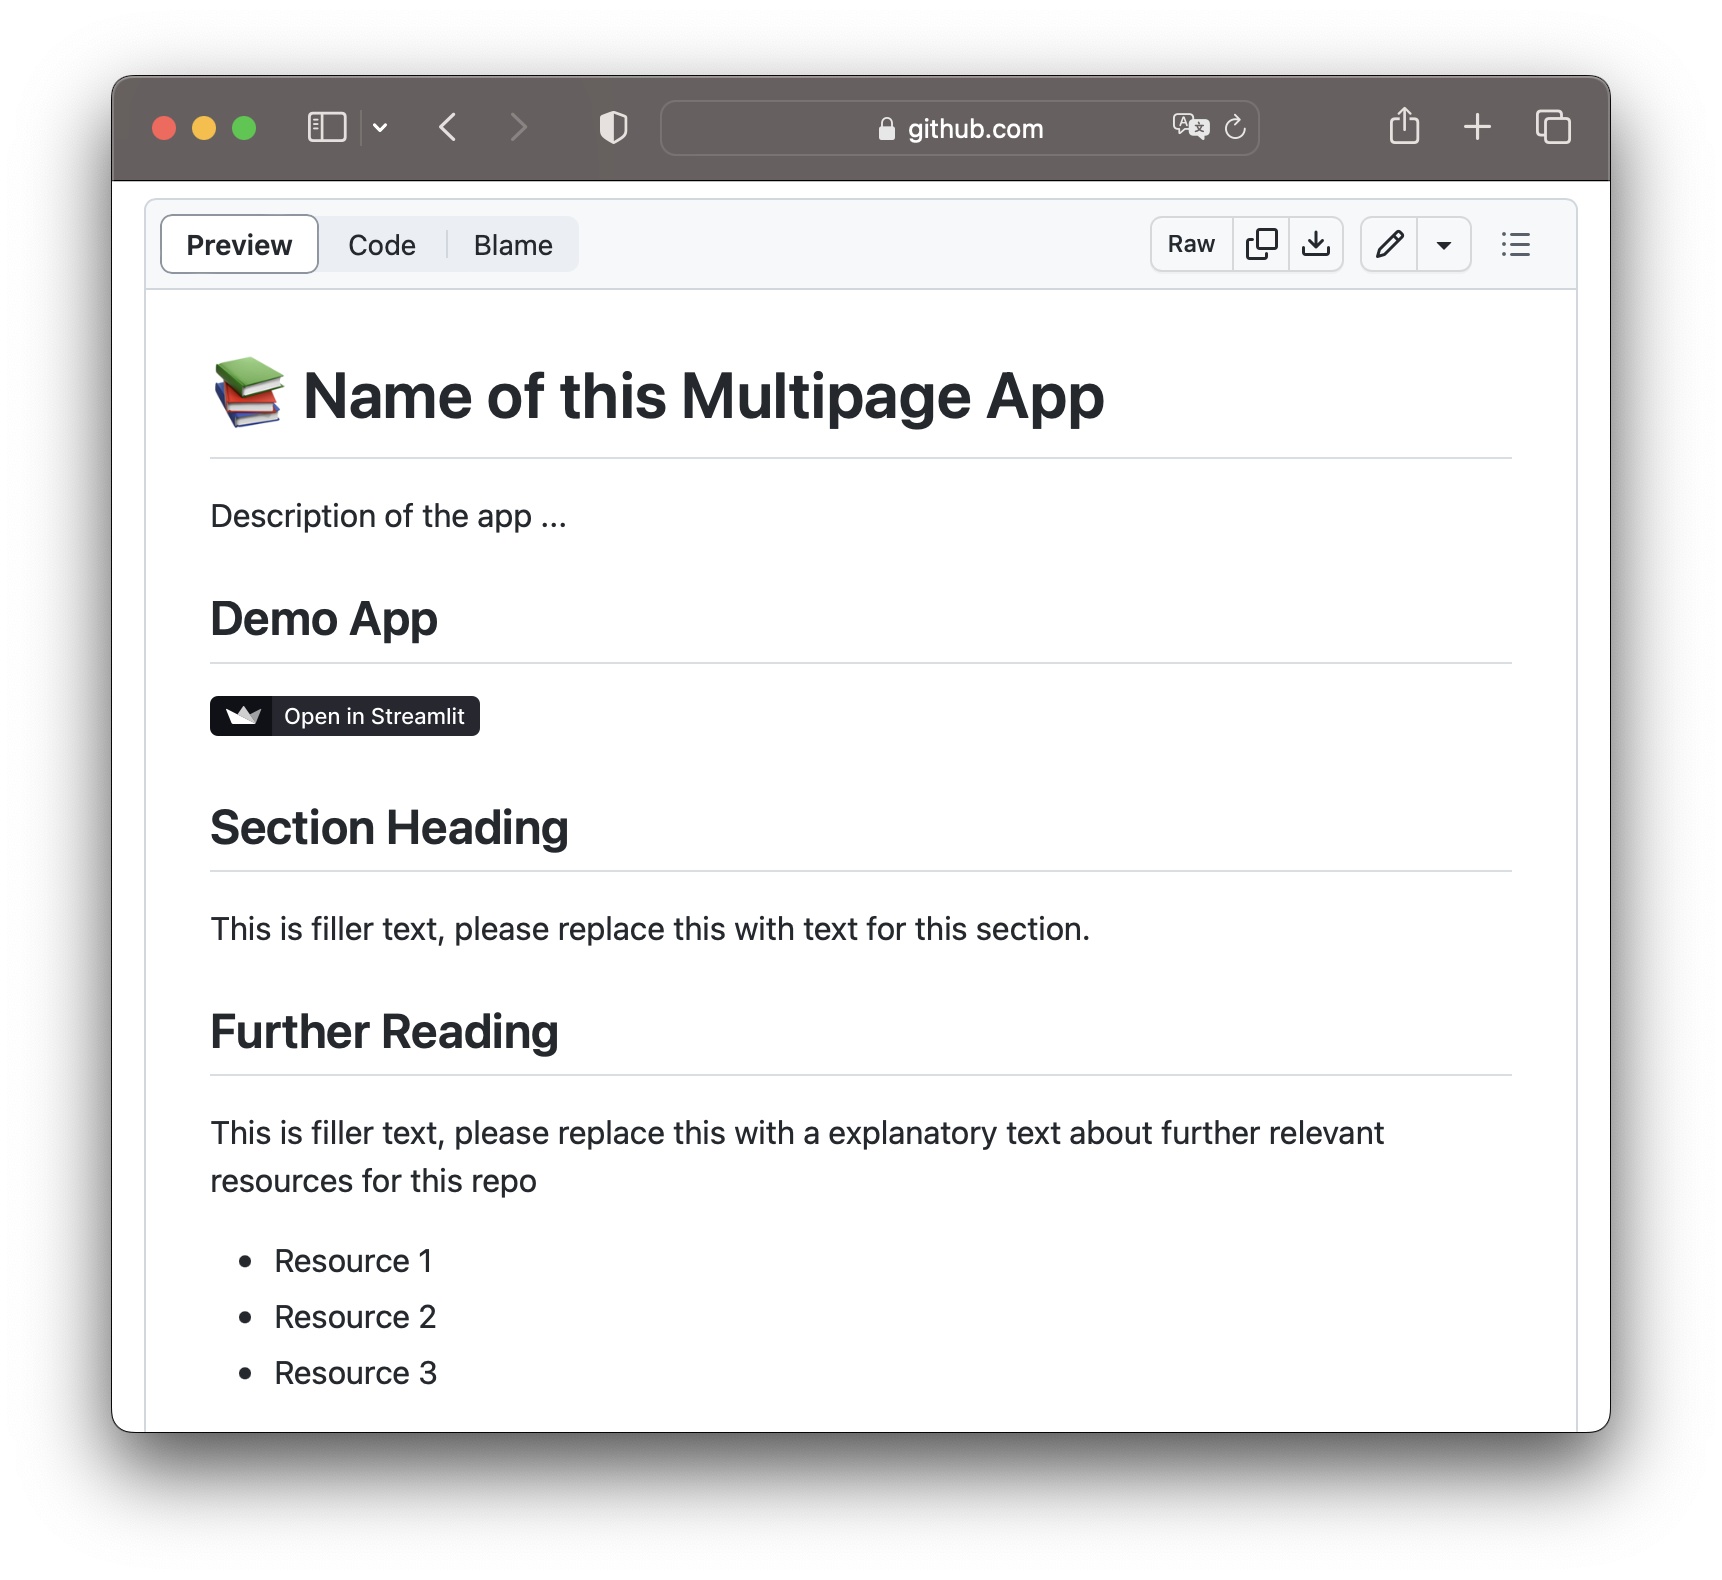 github.com
Preview Code Blame Raw
📚 Name of this Multipage App
Description of the app ...
Demo App
Open in Streamlit
Section Heading
This is filler text, please replace this with text for this section.
Further Reading
This is filler text, please replace this with a explanatory text about further relevant
resources for this repo
• Resource 1
• Resource 2
• Resource 3